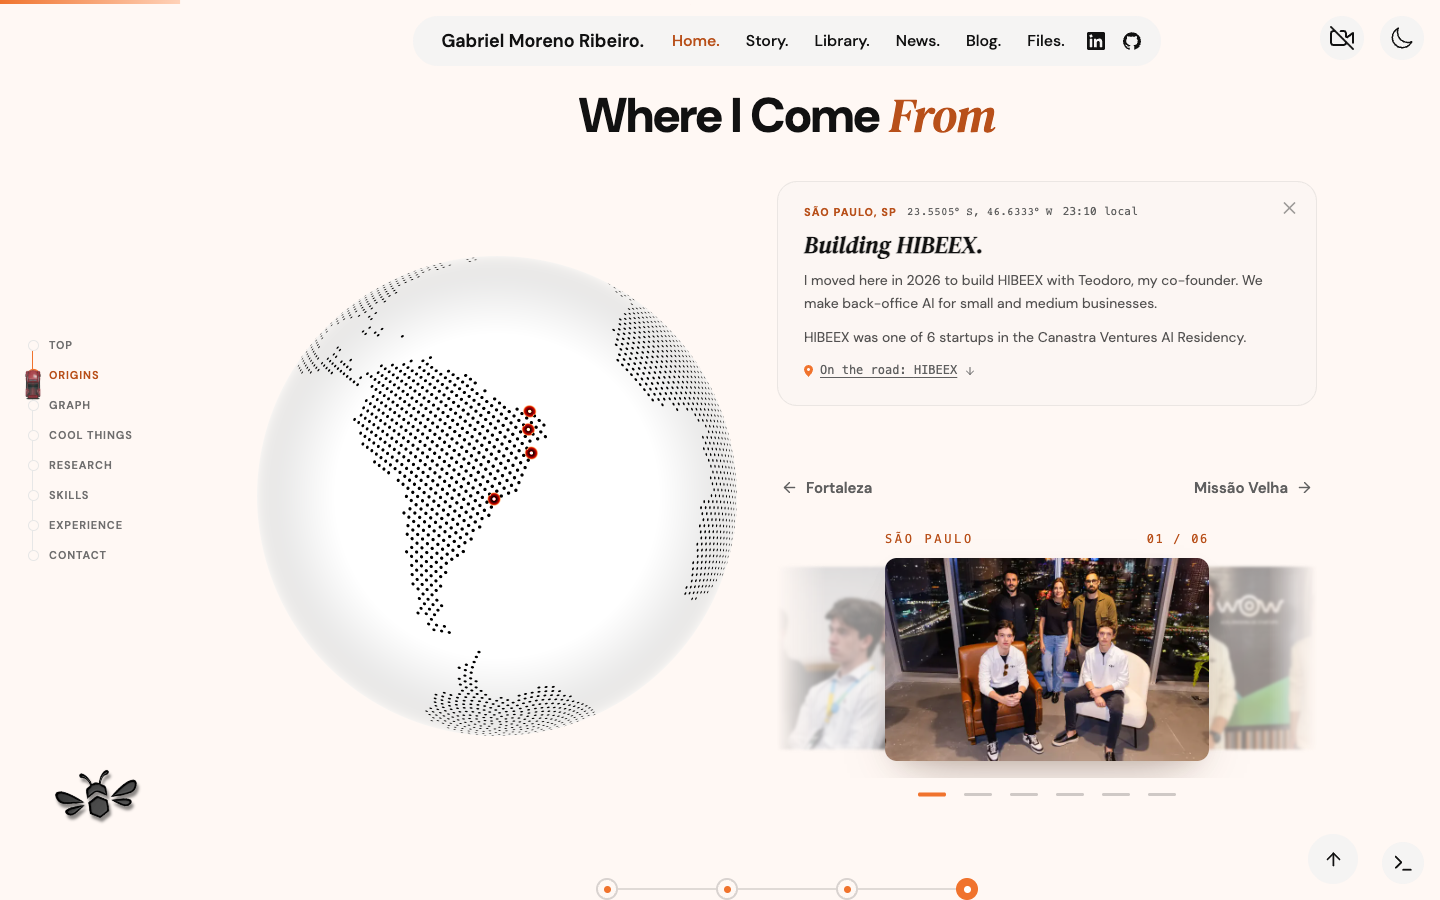 Gabriel Moreno Ribeiro. Home. Story. Library. News. Blog. Files.
Where I Come From
SÃO PAULO, SP 23.5505° S, 46.6333° W 23:10 local
Building HIBEEX.
I moved here in 2026 to build HIBEEX with Teodoro, my co-founder. We
make back-office AI for small and medium businesses.
HIBEEX was one of 6 startups in the Canastra Ventures AI Residency.
On the road: HIBEEX ↓
TOP
ORIGINS
GRAPH
COOL THINGS
RESEARCH
SKILLS
EXPERIENCE
CONTACT
← Fortaleza
Missão Velha →
SÃO PAULO 01 / 06
WOW